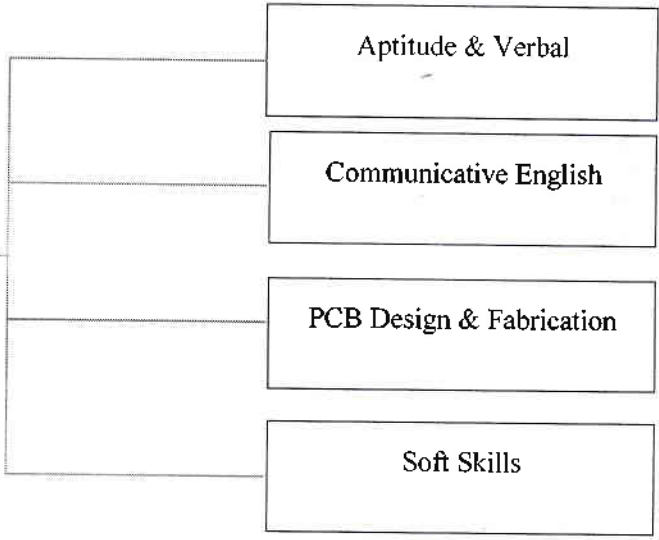 Aptitude & Verbal
Communicative English
PCB Design & Fabrication
Soft Skills